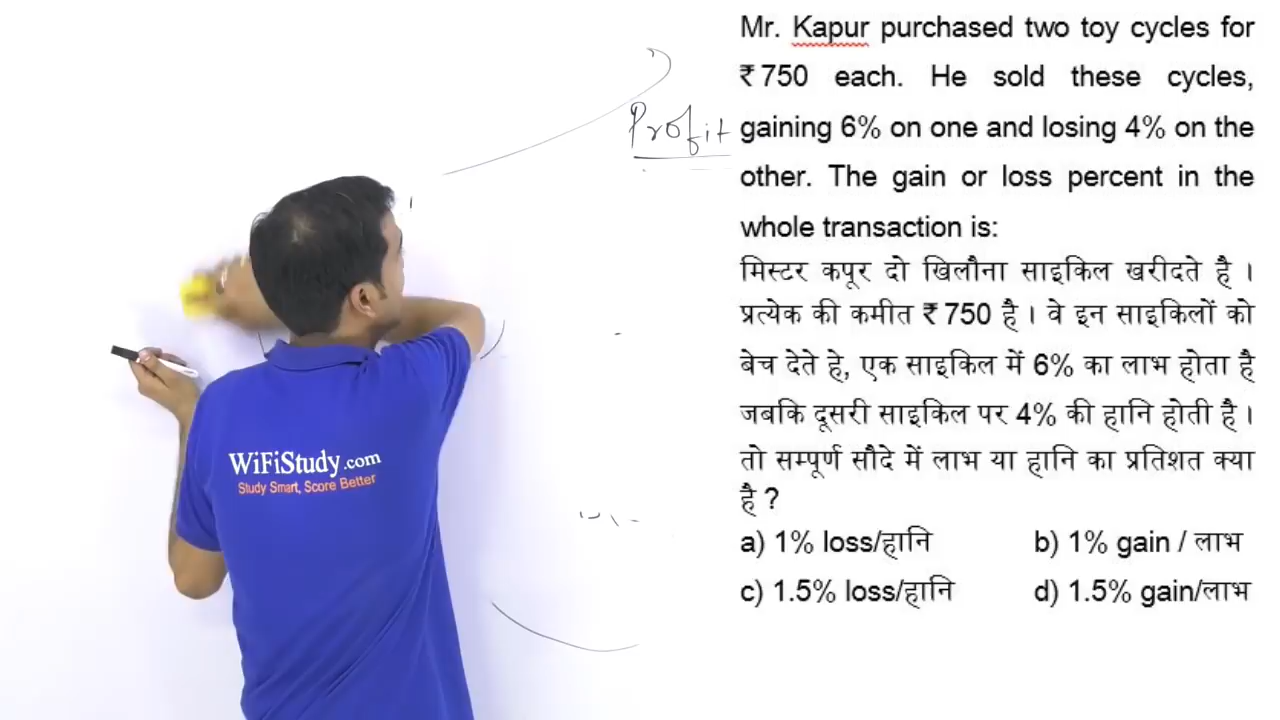 Profit
WiFiStudy.com
Study Smart, Score Better
Mr. Kapur purchased two toy cycles for
₹750 each. He sold these cycles,
gaining 6% on one and losing 4% on the
other. The gain or loss percent in the
whole transaction is:
मिस्टर कपूर दो खिलौना साइकिल खरीदते है ।
प्रत्येक की कमीत ₹750 है । वे इन साइकिलों को
बेच देते हे, एक साइकिल में 6% का लाभ होता है
जबकि दूसरी साइकिल पर 4% की हानि होती है ।
तो सम्पूर्ण सौदे में लाभ या हानि का प्रतिशत क्या
है ?
a) 1% loss/हानि b) 1% gain / लाभ
c) 1.5% loss/हानि d) 1.5% gain/लाभ